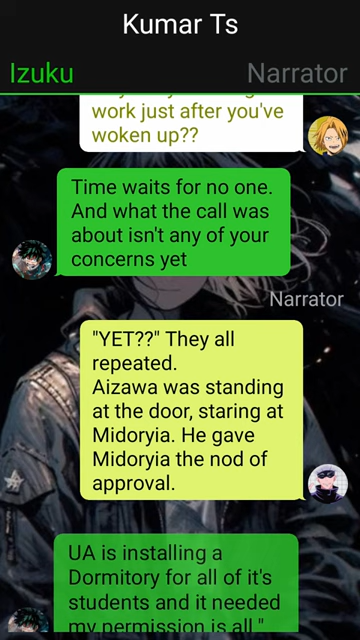 Kumar Ts
Izuku
Narrator
work just after you've
woken up??
Time waits for no one.
And what the call was
about isn't any of your
concerns yet
Narrator
"YET??" They all
repeated.
Aizawa was standing
at the door, staring at
Midoryia. He gave
Midoryia the nod of
approval.
UA is installing a
Dormitory for all of it's
students and it needed
my permission is all."